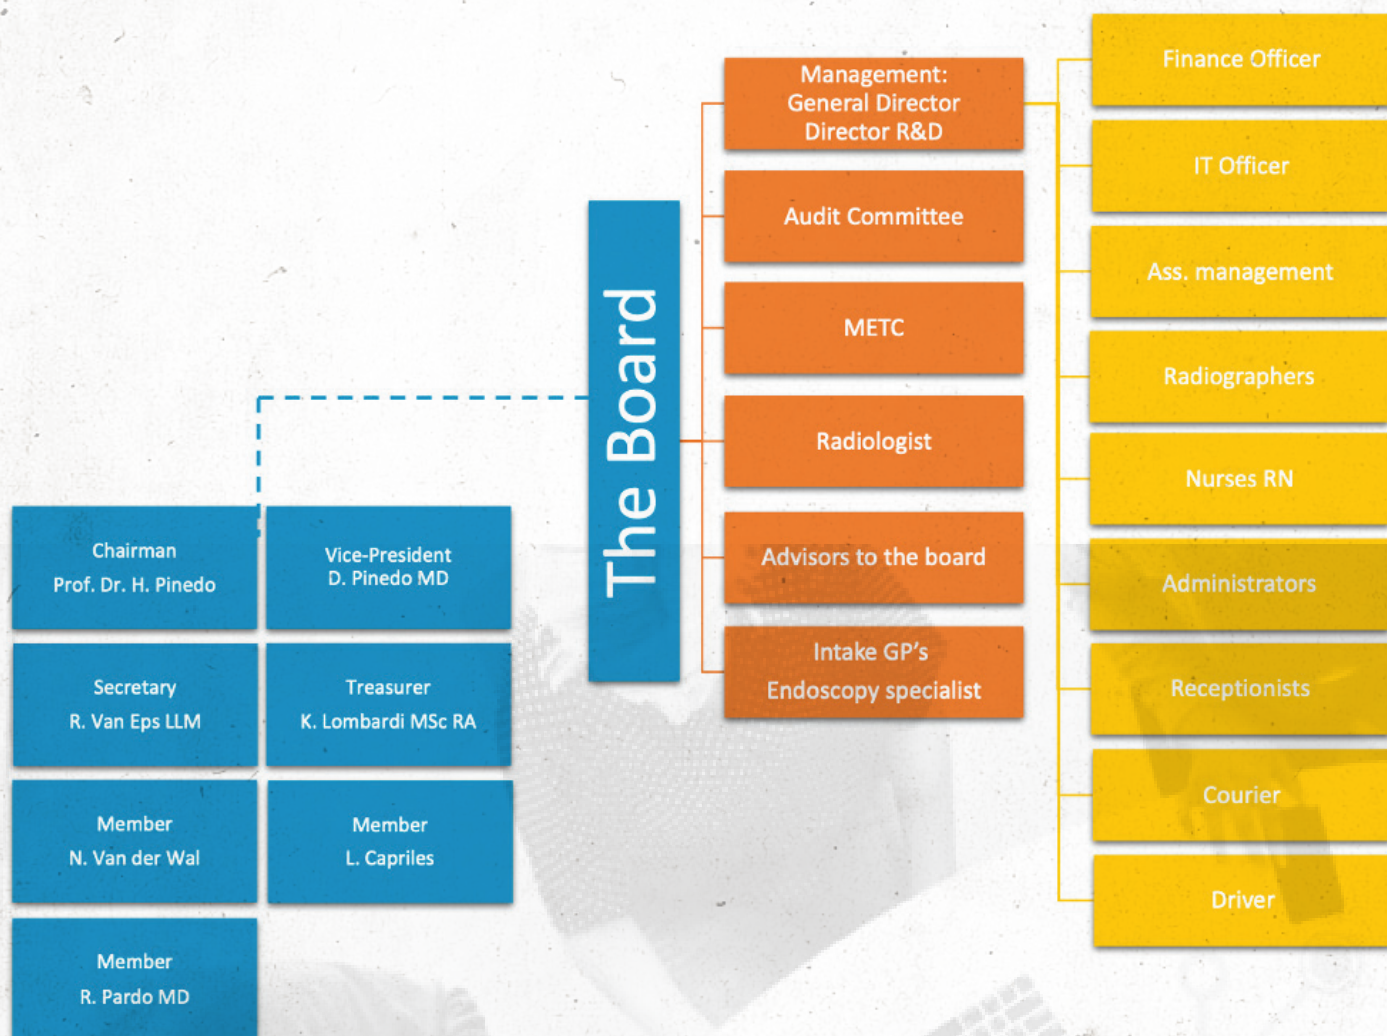 The Board
Chairman
Prof. Dr. H. Pinedo
Vice-President
D. Pinedo MD
Secretary
R. Van Eps LLM
Treasurer
K. Lombardi MSc RA
Member
N. Van der Wal
Member
L. Capriles
Member
R. Pardo MD
Management:
General Director
Director R&D
Audit Committee
METC
Radiologist
Advisors to the board
Intake GP’s
Endoscopy specialist
Finance Officer
IT Officer
Ass. management
Radiographers
Nurses RN
Administrators
Receptionists
Courier
Driver